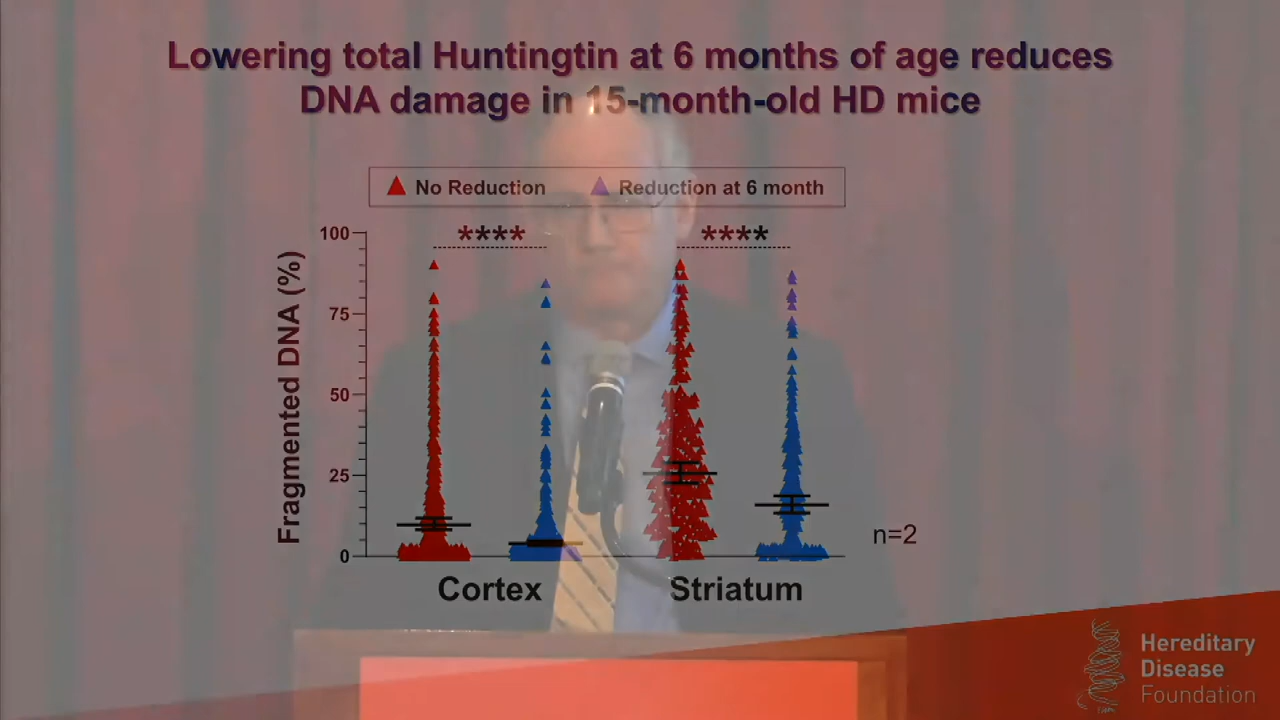 Lowering total Huntingtin at 6 months of age reduces
DNA damage in 15-month-old HD mice
No Reduction
Reduction at 6 month
Fragmented DNA (%)
100
75
50
25
0
****
****
n=2
Cortex
Striatum
Hereditary
Disease
Foundation